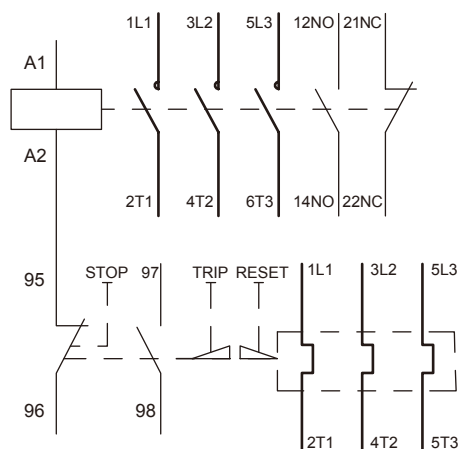 1L1 3L2 5L3 12NO 21NC
A1
A2
2T1 4T2 6T3 14NO 22NC
95 STOP 97 TRIP RESET 1L1 3L2 5L3
96 98
2T1 4T2 5T3